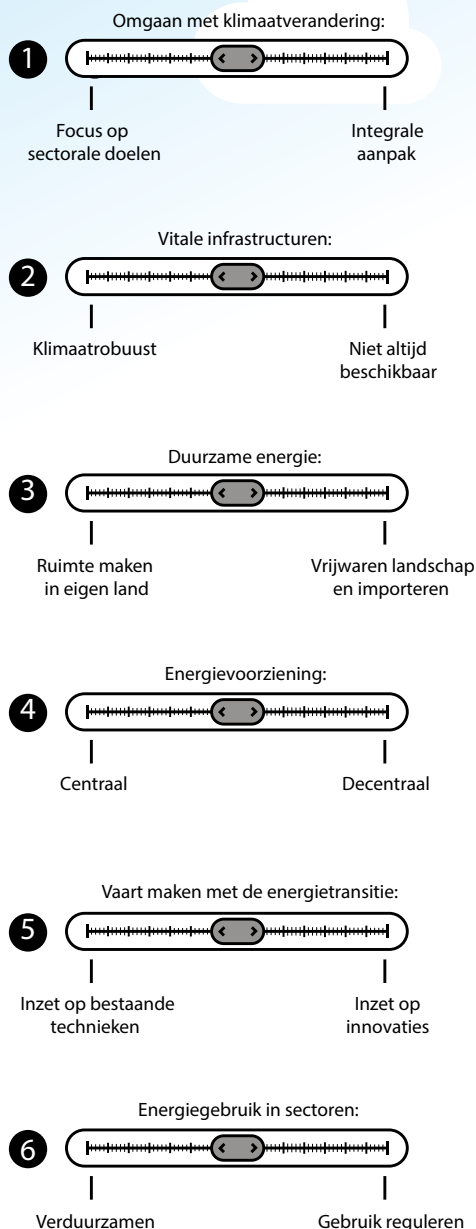 Omgaan met klimaatverandering:
1
Focus op
sectorale doelen
Integrale
aanpak
Vitale infrastructuren:
2
Klimaatrobuust
Niet altijd
beschikbaar
Duurzame energie:
3
Ruimte maken
in eigen land
Vrijwaren landschap
en importeren
Energievoorziening:
4
Centraal
Decentraal
Vaart maken met de energietransitie:
5
Inzet op bestaande
technieken
Inzet op
innovaties
Energiegebruik in sectoren:
6
Verduurzamen
Gebruik reguleren